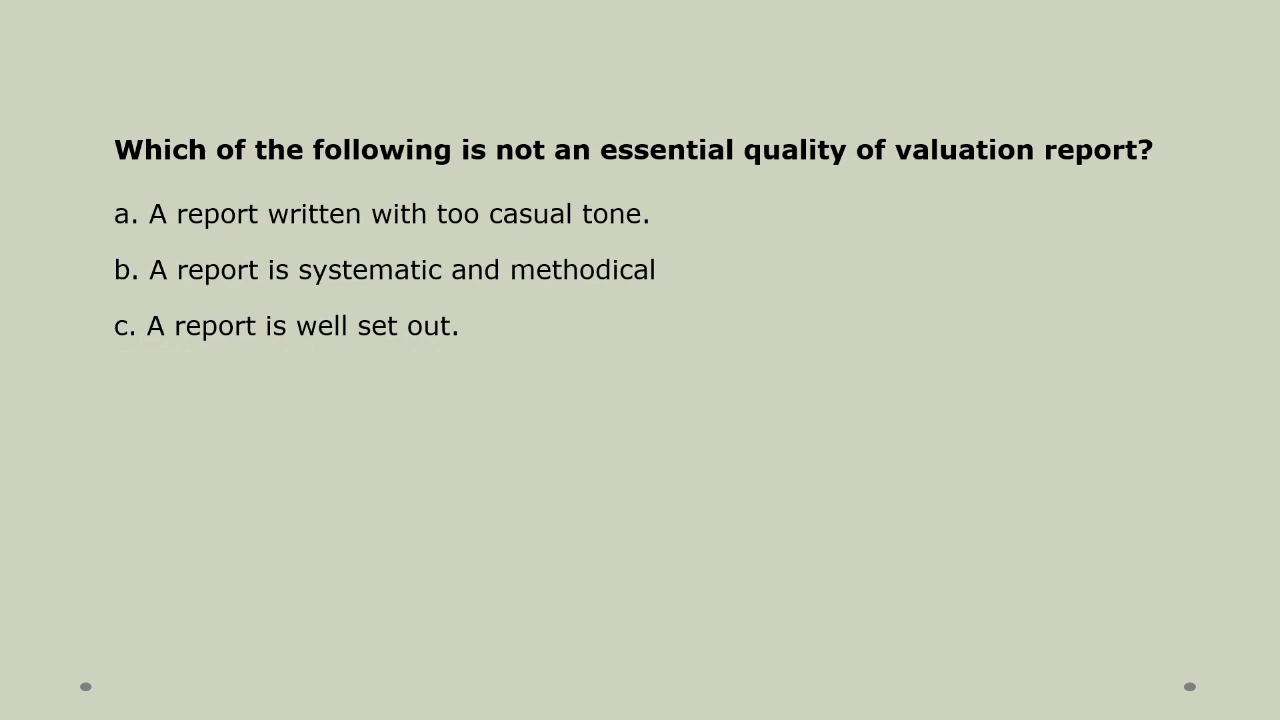 Which of the following is not an essential quality of valuation report?
a. A report written with too casual tone.
b. A report is systematic and methodical
c. A report is well set out.